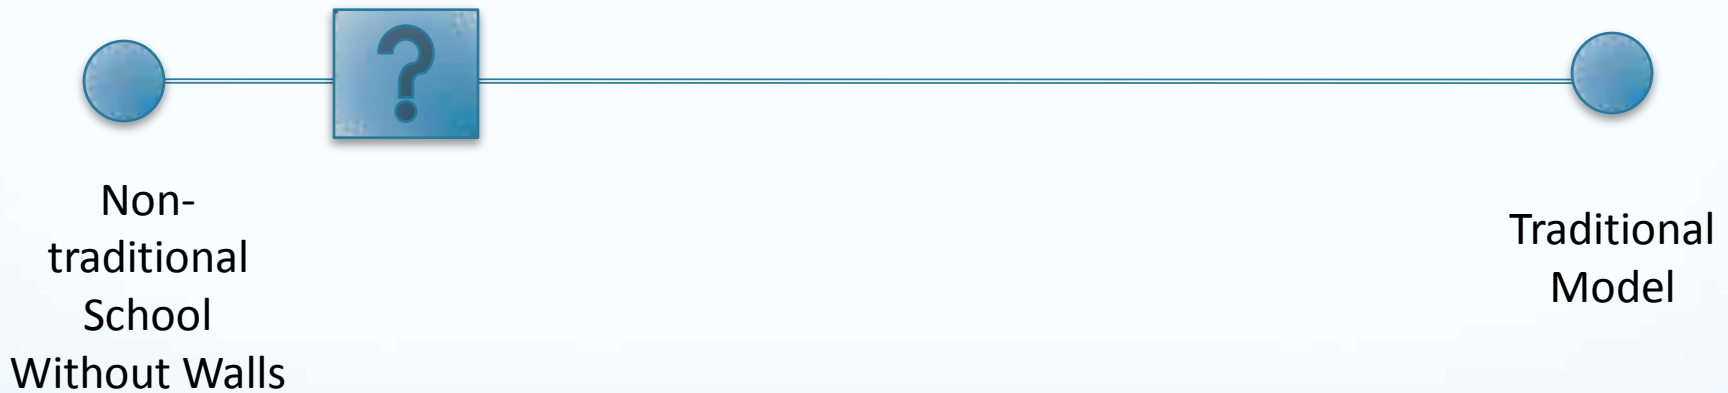 ?
Non-
traditional
School
Without Walls
Traditional
Model